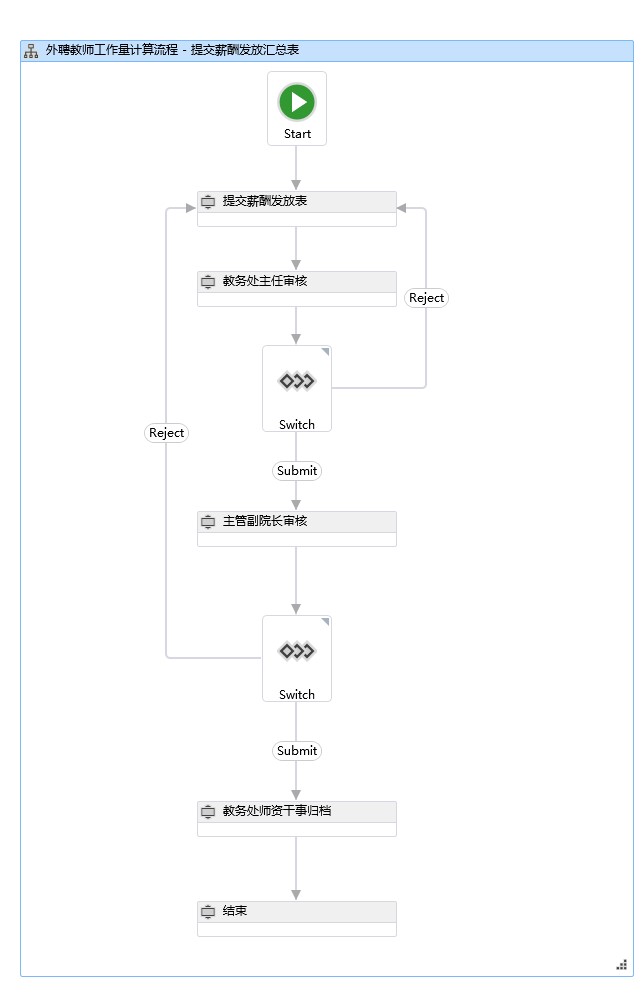 外聘教师工作量计算流程 - 提交薪酬发放汇总表
Start
提交薪酬发放表
教务处主任审核
Reject
Switch
Reject
Submit
主管副院长审核
Switch
Submit
教务处师资干事归档
结束